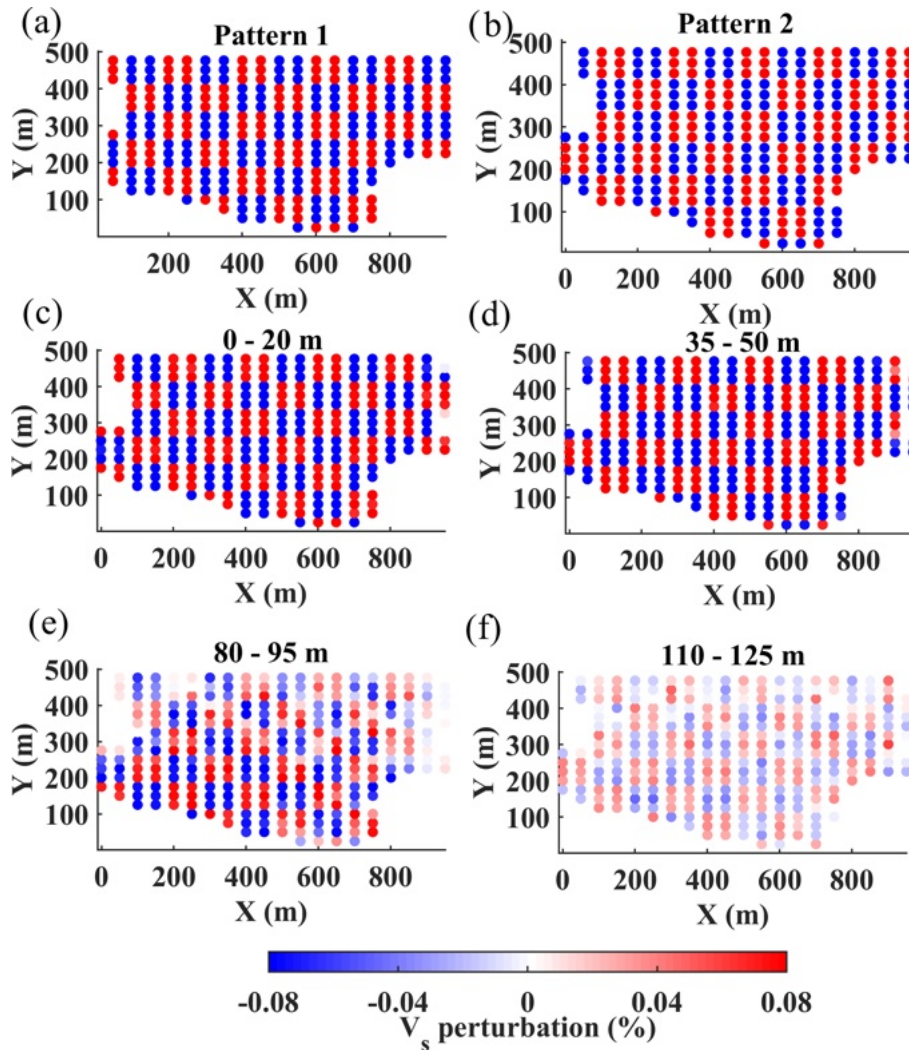 (a)
Pattern 1
500
400
300
200
100
Y (m)
200 400 600 800
X (m)
(b)
Pattern 2
500
400
300
200
100
Y (m)
0 200 400 600 800
X (m)
(c)
0 - 20 m
500
400
300
200
100
Y (m)
0 200 400 600 800
X (m)
(d)
35 - 50 m
500
400
300
200
100
Y (m)
0 200 400 600 800
X (m)
(e)
80 - 95 m
500
400
300
200
100
Y (m)
0 200 400 600 800
X (m)
(f)
110 - 125 m
500
400
300
200
100
Y (m)
0 200 400 600 800
X (m)
-0.08 -0.04 0 0.04 0.08
Vs perturbation (%)